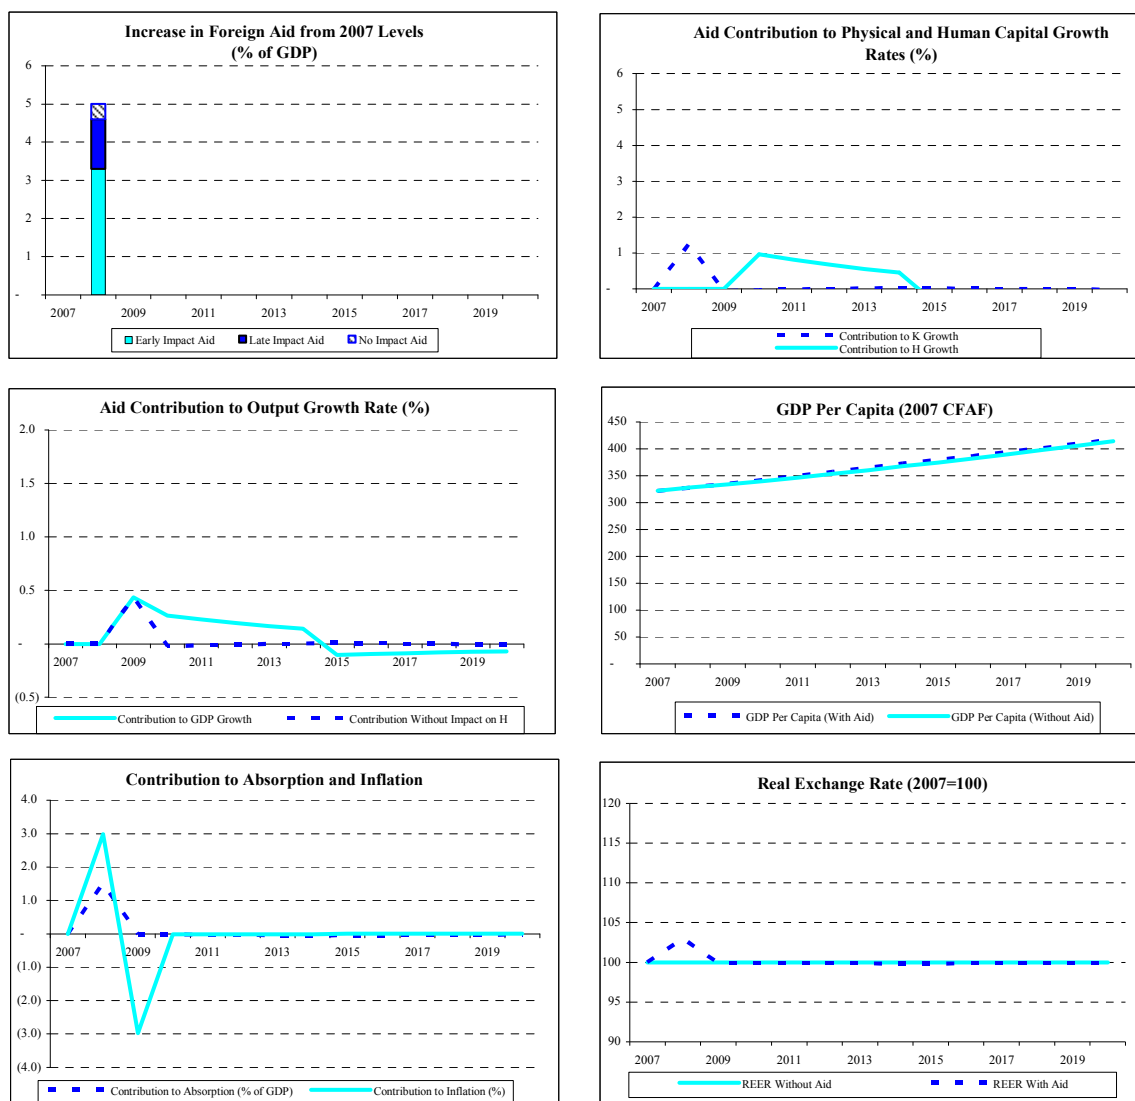 Increase in Foreign Aid from 2007 Levels
(% of GDP)
6
5
4
3
2
1
-
2007 2009 2011 2013 2015 2017 2019
Early Impact Aid Late Impact Aid No Impact Aid
Aid Contribution to Physical and Human Capital Growth
Rates (%)
6
5
4
3
2
1
-
2007 2009 2011 2013 2015 2017 2019
Contribution to K Growth
Contribution to H Growth
Aid Contribution to Output Growth Rate (%)
2.0
1.5
1.0
0.5
-
(0.5)
2007 2009 2011 2013 2015 2017 2019
Contribution to GDP Growth Contribution Without Impact on H
GDP Per Capita (2007 CFAF)
450
400
350
300
250
200
150
100
50
-
2007 2009 2011 2013 2015 2017 2019
GDP Per Capita (With Aid) GDP Per Capita (Without Aid)
Contribution to Absorption and Inflation
4.0
3.0
2.0
1.0
-
(1.0)
(2.0)
(3.0)
(4.0)
2007 2009 2011 2013 2015 2017 2019
Contribution to Absorption (% of GDP) Contribution to Inflation (%)
Real Exchange Rate (2007=100)
120
115
110
105
100
95
90
2007 2009 2011 2013 2015 2017 2019
REER Without Aid REER With Aid